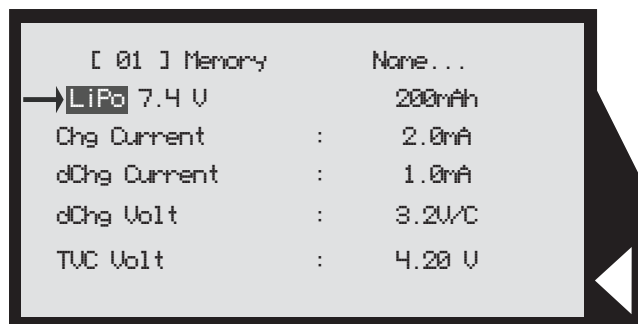 [ 01 ] Memory Name...
LiPo 7.4 V 200mAh
Chg Current : 2.0mA
dChg Current : 1.0mA
dChg Volt : 3.2V/C
TVC Volt : 4.20 V